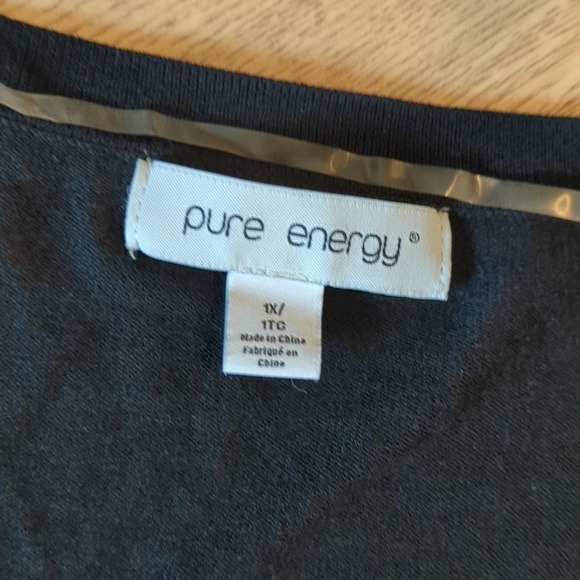 pure energy®
1X/
1TG
Made in China
Fabriqué en
Chine